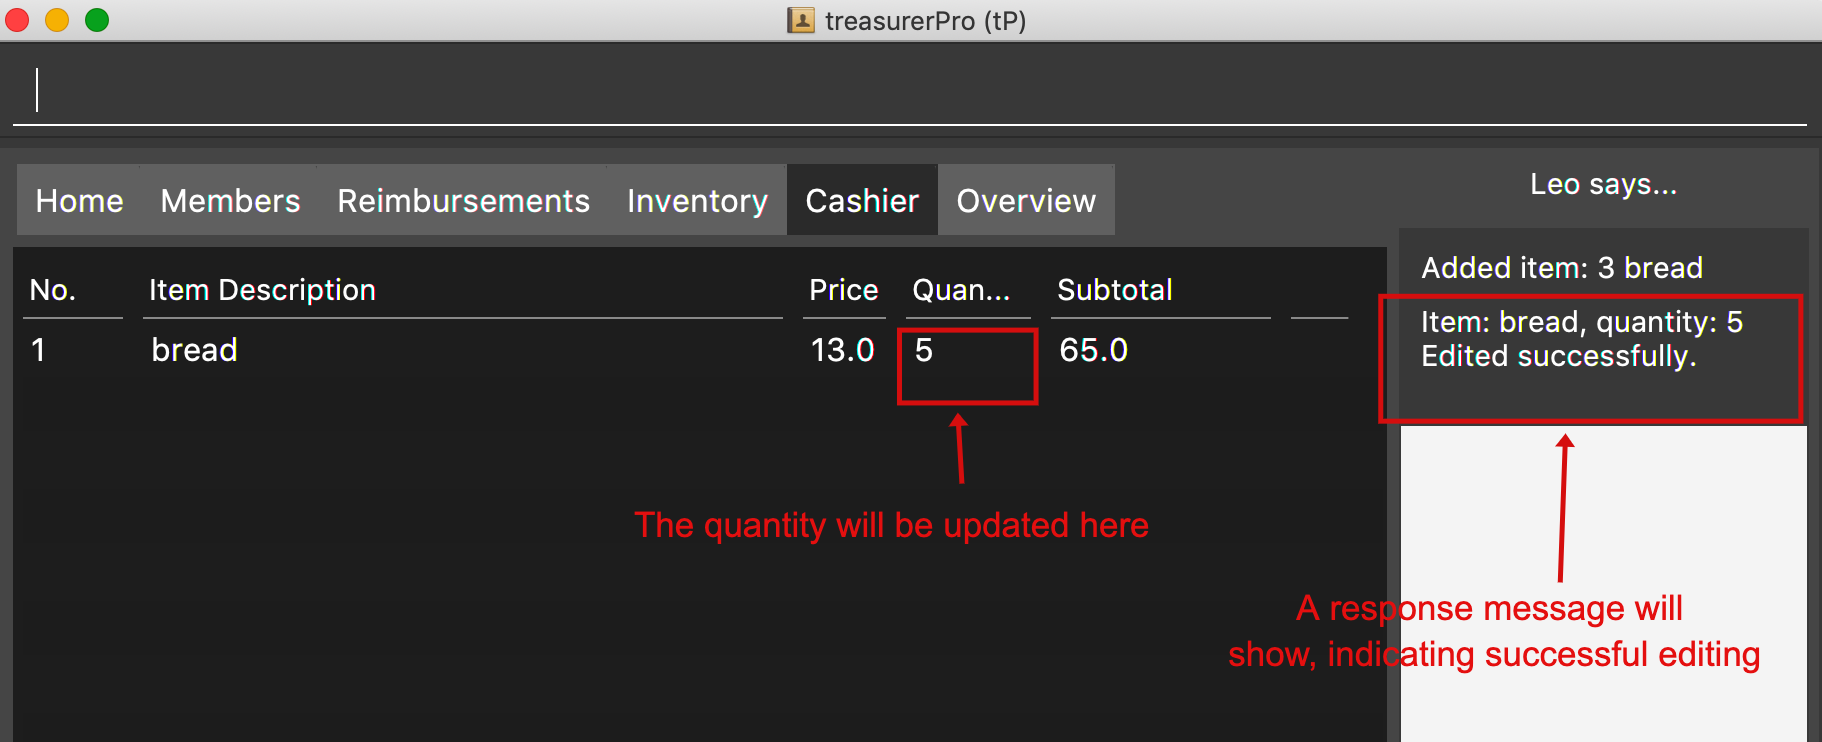 treasurerPro (tP)
Home Members Reimbursements Inventory Cashier Overview
Leo says...
No. Item Description Price Quan... Subtotal
1 bread 13.0 5 65.0
Added item: 3 bread
Item: bread, quantity: 5
Edited successfully.
The quantity will be updated here
A response message will
show, indicating successful editing